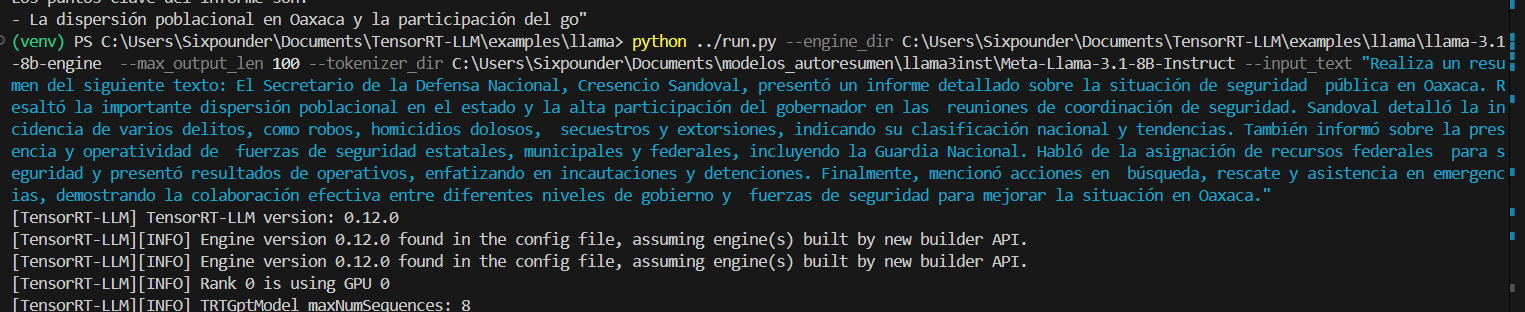 Los puntos clave del informe son:
- La dispersión poblacional en Oaxaca y la participación del go"
(venv) PS C:\Users\Sixpounder\Documents\TensorRT-LLM\examples\llama> python ../run.py --engine_dir C:\Users\Sixpounder\Documents\TensorRT-LLM\examples\llama\llama-3.1
-8b-engine  --max_output_len 100 --tokenizer_dir C:\Users\Sixpounder\Documents\modelos_autoresumen\llama3inst\Meta-Llama-3.1-8B-Instruct --input_text "Realiza un resu
men del siguiente texto: El Secretario de la Defensa Nacional, Cresencio Sandoval, presentó un informe detallado sobre la situación de seguridad  pública en Oaxaca. R
esaltó la importante dispersión poblacional en el estado y la alta participación del gobernador en las  reuniones de coordinación de seguridad. Sandoval detalló la in
cidencia de varios delitos, como robos, homicidios dolosos,  secuestros y extorsiones, indicando su clasificación nacional y tendencias. También informó sobre la pres
encia y operatividad de  fuerzas de seguridad estatales, municipales y federales, incluyendo la Guardia Nacional. Habló de la asignación de recursos federales  para s
eguridad y presentó resultados de operativos, enfatizando en incautaciones y detenciones. Finalmente, mencionó acciones en  búsqueda, rescate y asistencia en emergenc
ias, demostrando la colaboración efectiva entre diferentes niveles de gobierno y  fuerzas de seguridad para mejorar la situación en Oaxaca."
[TensorRT-LLM] TensorRT-LLM version: 0.12.0
[TensorRT-LLM][INFO] Engine version 0.12.0 found in the config file, assuming engine(s) built by new builder API.
[TensorRT-LLM][INFO] Engine version 0.12.0 found in the config file, assuming engine(s) built by new builder API.
[TensorRT-LLM][INFO] Rank 0 is using GPU 0
[TensorRT-LLM][INFO] TRTGptModel maxNumSequences: 8